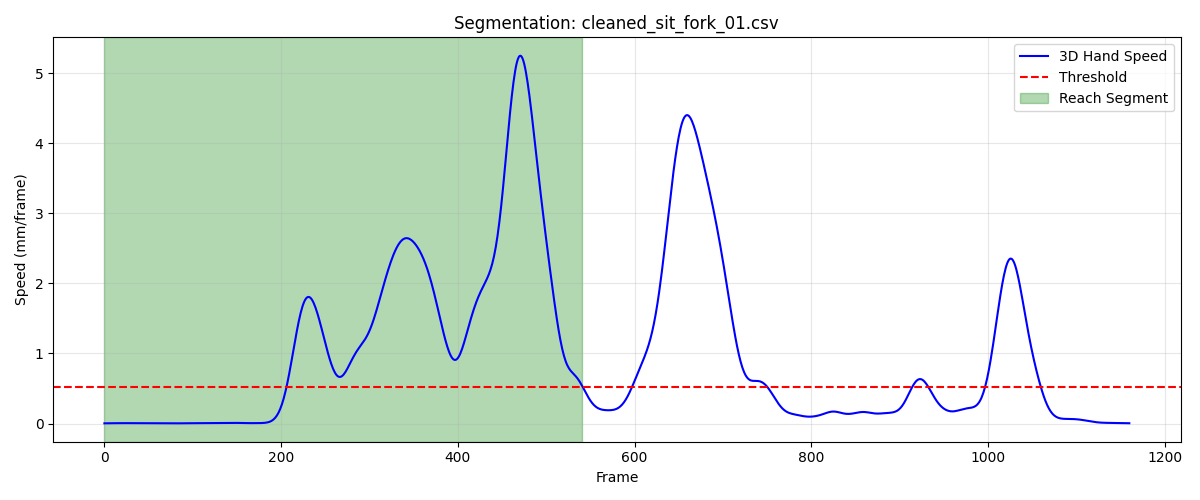 Segmentation: cleaned_sit_fork_01.csv
3D Hand Speed
Threshold
Reach Segment
Speed (mm/frame)
5
4
3
2
1
0
0 200 400 600 800 1000 1200
Frame